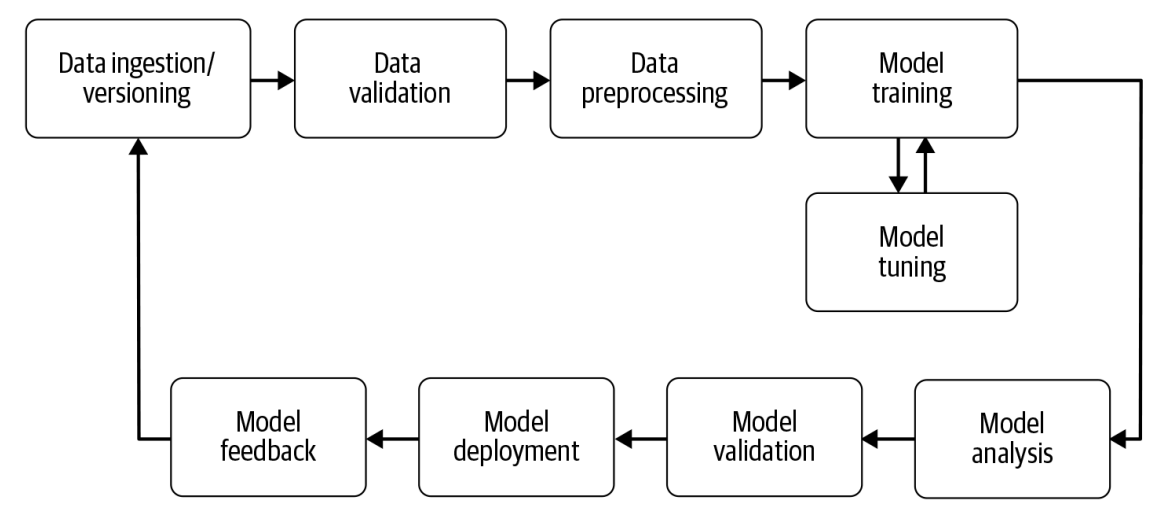 Data ingestion/
versioning
Data
validation
Data
preprocessing
Model
training
Model
tuning
Model
feedback
Model
deployment
Model
validation
Model
analysis